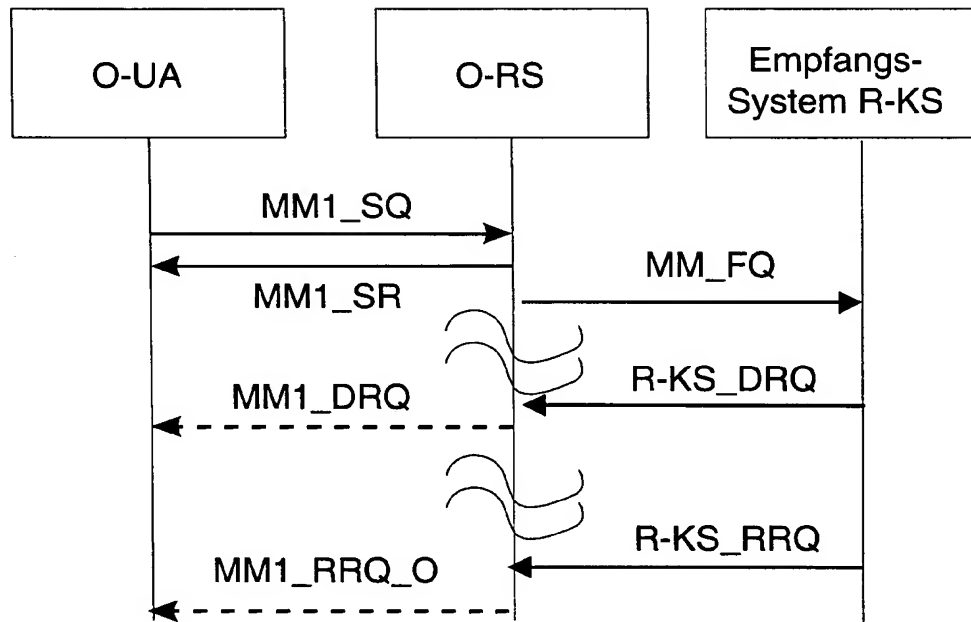 O-UA
O-RS
Empfangs-
System R-KS
MM1_SQ
MM1_SR
MM_FQ
R-KS_DRQ
MM1_DRQ
R-KS_RRQ
MM1_RRQ_O